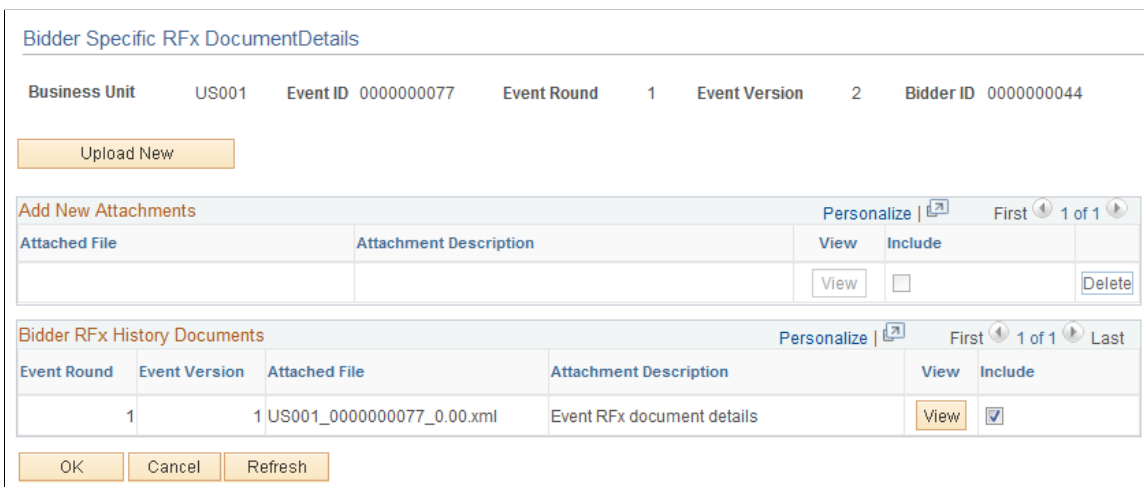 Bidder Specific RFx DocumentDetails
Business Unit US001 Event ID 0000000077 Event Round 1 Event Version 2 Bidder ID 0000000044
Upload New
Add New Attachments Personalize | First 1 of 1
Attached File Attachment Description View Include
View Delete
Bidder RFx History Documents Personalize | First 1 of 1 Last
Event Round Event Version Attached File Attachment Description View Include
1 1 US001_0000000077_0.00.xml Event RFx document details View
OK Cancel Refresh